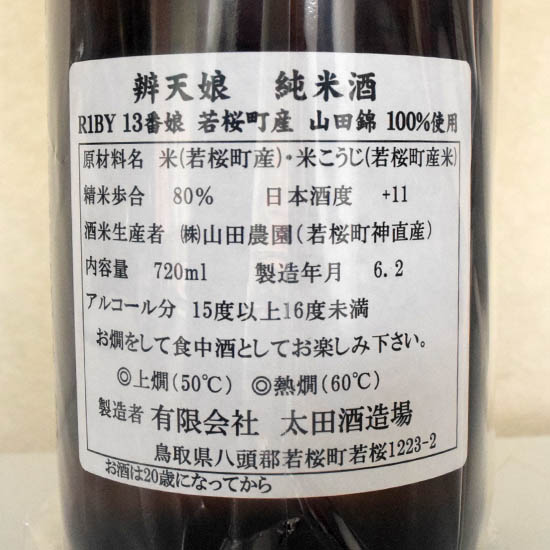 辨天娘 純米酒
R1BY 13番娘 若桜町産 山田錦 100%使用
原材料名 米(若桜町産)・米こうじ(若桜町産米)
精米歩合 80% 日本酒度 +11
酒米生産者 ㈱山田農園(若桜町神直産)
内容量 720ml 製造年月 6.2
アルコール分 15度以上16度未満
お燗をして食中酒としてお楽しみ下さい。
◎上燗(50℃) ◎熱燗(60℃)
製造者 有限会社 太田酒造場
鳥取県八頭郡若桜町若桜1223-2
お酒は20歳になってから